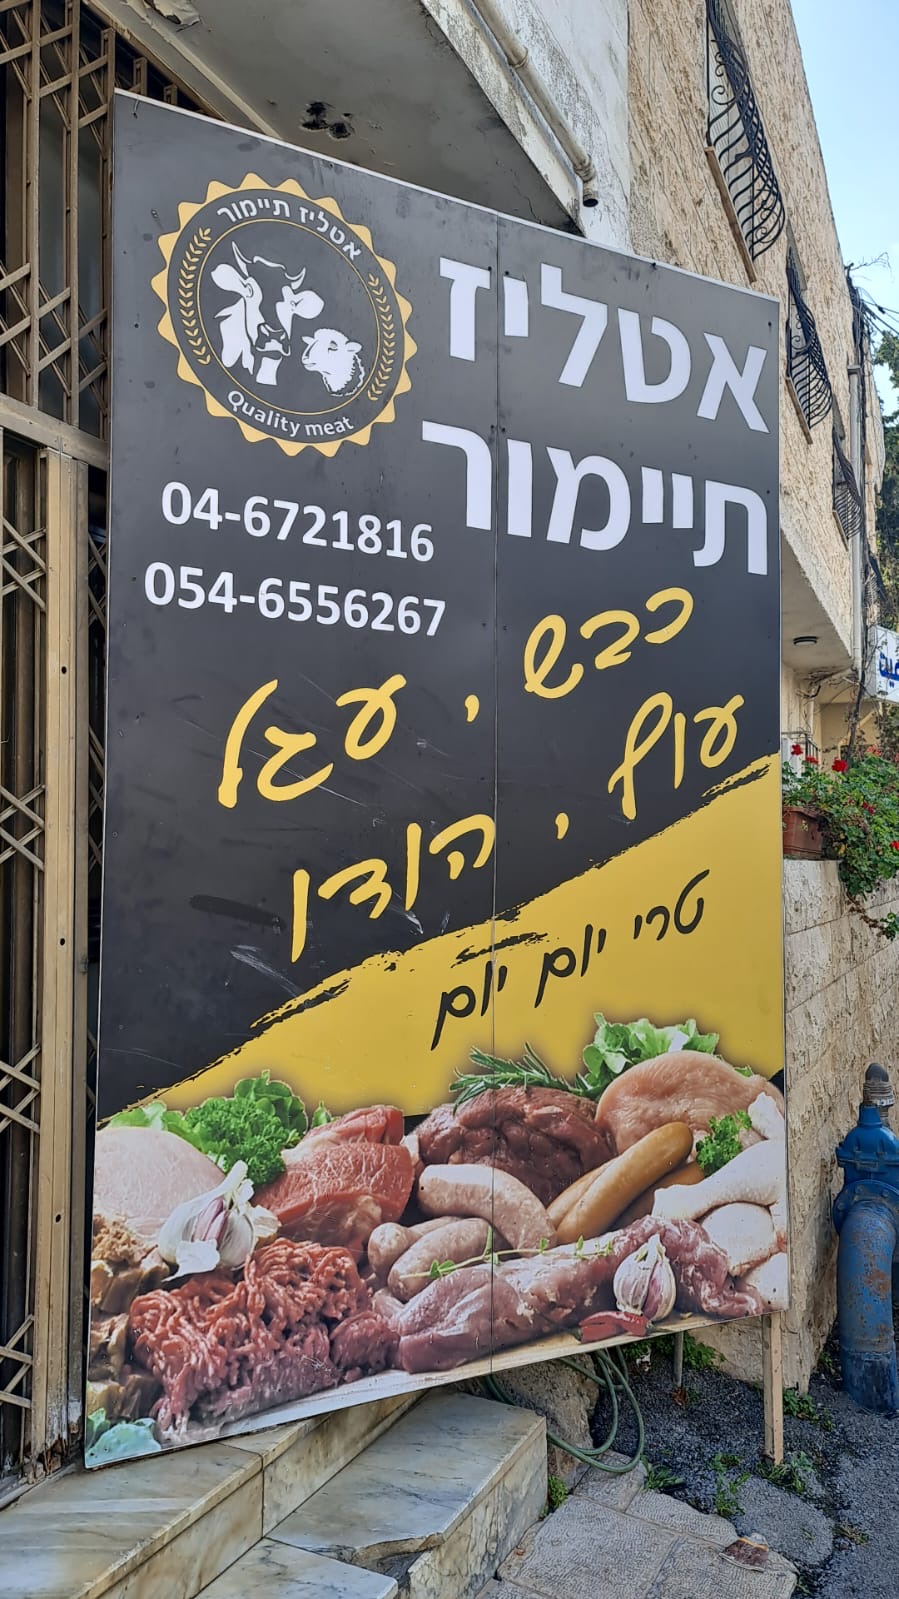 אטליז תיימור
Quality meat
אטליז
תיימור
04-6721816
054-6556267
כבש , עגל
עוף , הודו
טרי יום יום